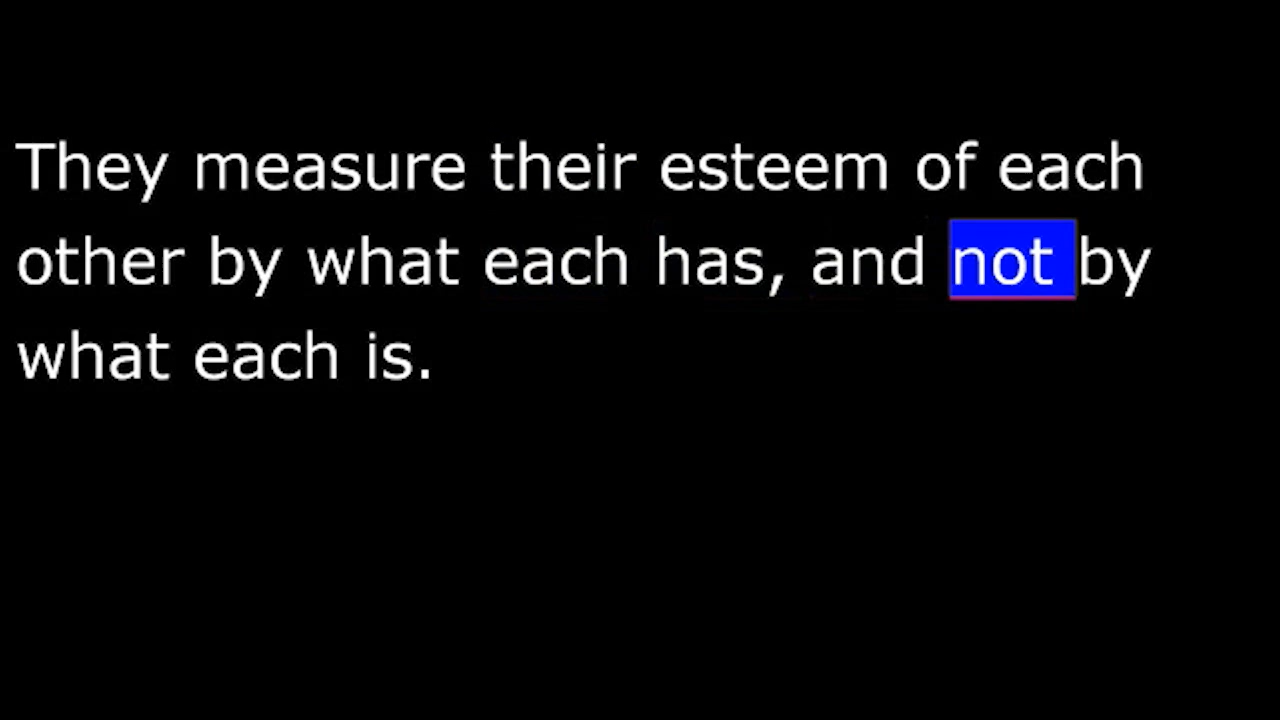 They measure their esteem of each
other by what each has, and not by
what each is.